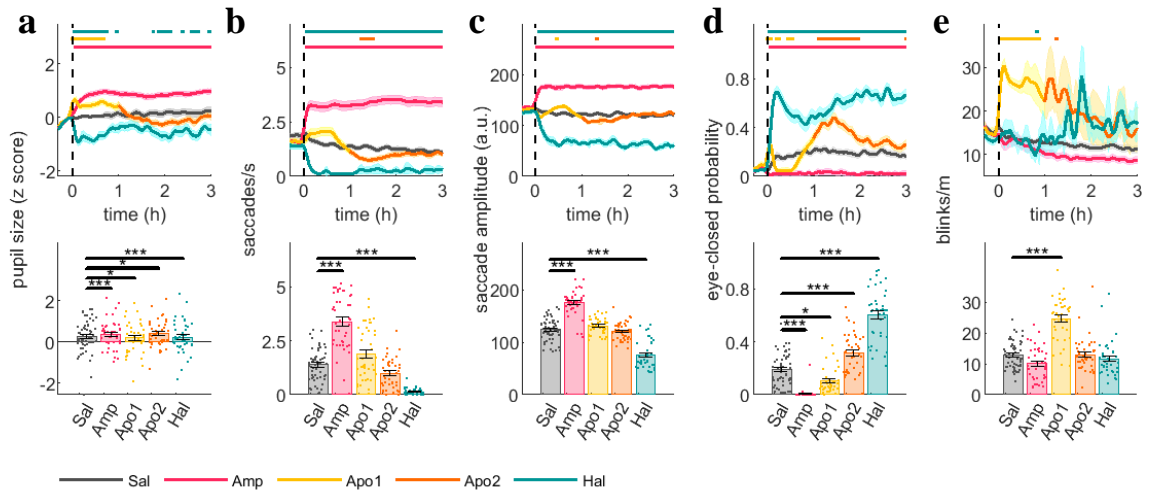 a
pupil size (z score)
2
0
-2
0
1
2
3
time (h)
2
1
0
-2
***
*
*
***
Sal
Amp
Apo1
Apo2
Hal
b
saccades/s
5
2.5
0
0
1
2
3
time (h)
5
2.5
0
***
***
Sal
Amp
Apo1
Apo2
Hal
c
saccade amplitude (a.u.)
200
100
0
0
1
2
3
time (h)
200
100
0
***
***
Sal
Amp
Apo1
Apo2
Hal
d
eye-closed probability
0.8
0.4
0
0
1
2
3
time (h)
0.8
0.4
0
***
***
*
***
Sal
Amp
Apo1
Apo2
Hal
e
blinks/m
30
20
10
0
1
2
3
time (h)
30
20
10
0
***
Sal
Amp
Apo1
Apo2
Hal
Sal Amp Apo1 Apo2 Hal